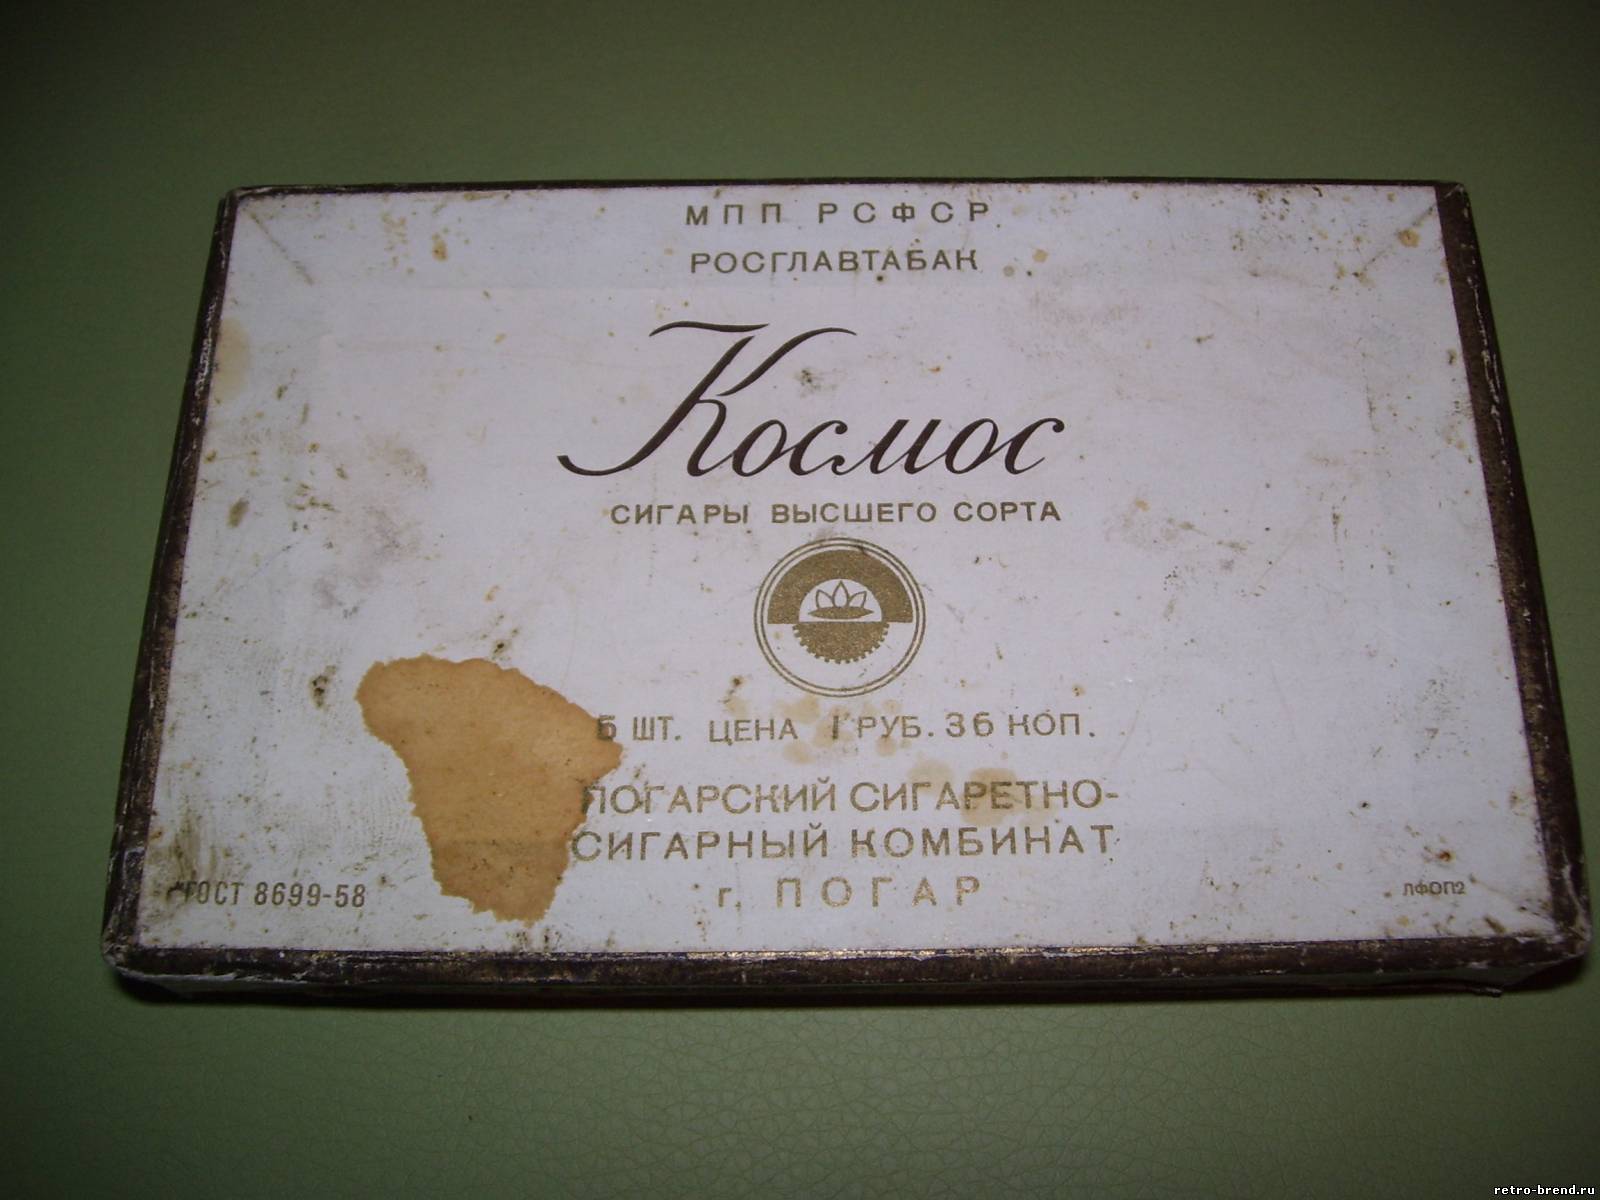 МПП РСФСР
РОСГЛАВТАБАК
Космос
СИГАРЫ ВЫСШЕГО СОРТА
5 ШТ. ЦЕНА 1 РУБ. 36 КОП.
ПОГАРСКИЙ СИГАРЕТНО-
СИГАРНЫЙ КОМБИНАТ
г. ПОГАР
ГОСТ 8699-58
ЛФОП2
retro-brend.ru